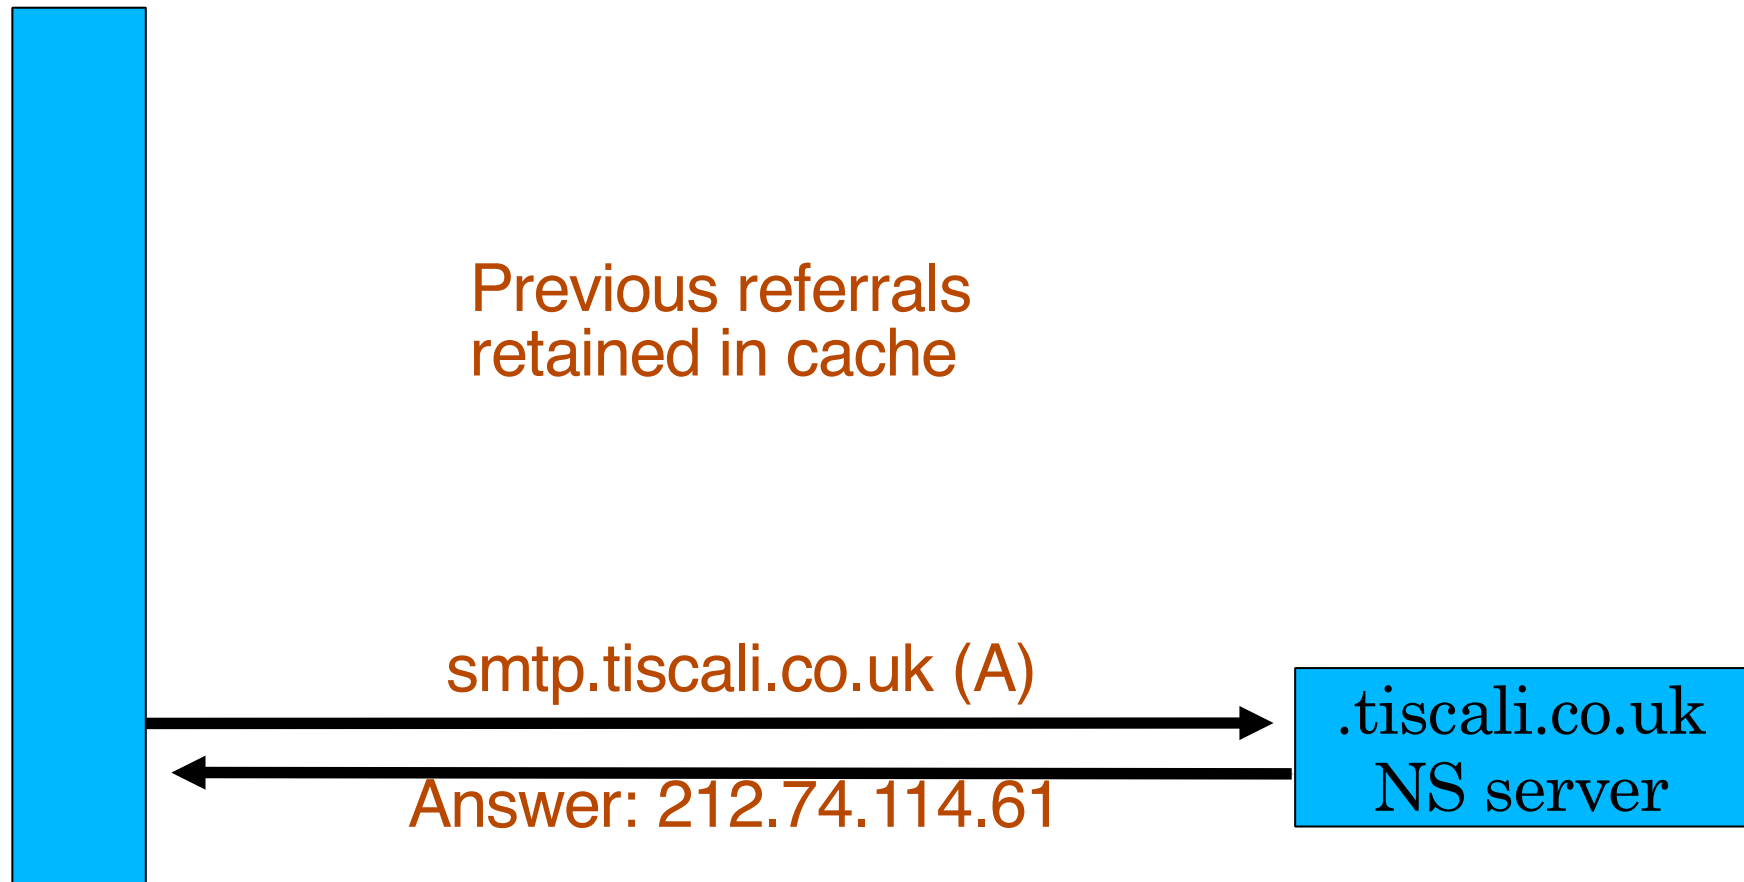 Previous referrals
retained in cache
smtp.tiscali.co.uk (A)
.tiscali.co.uk
NS server
Answer: 212.74.114.61